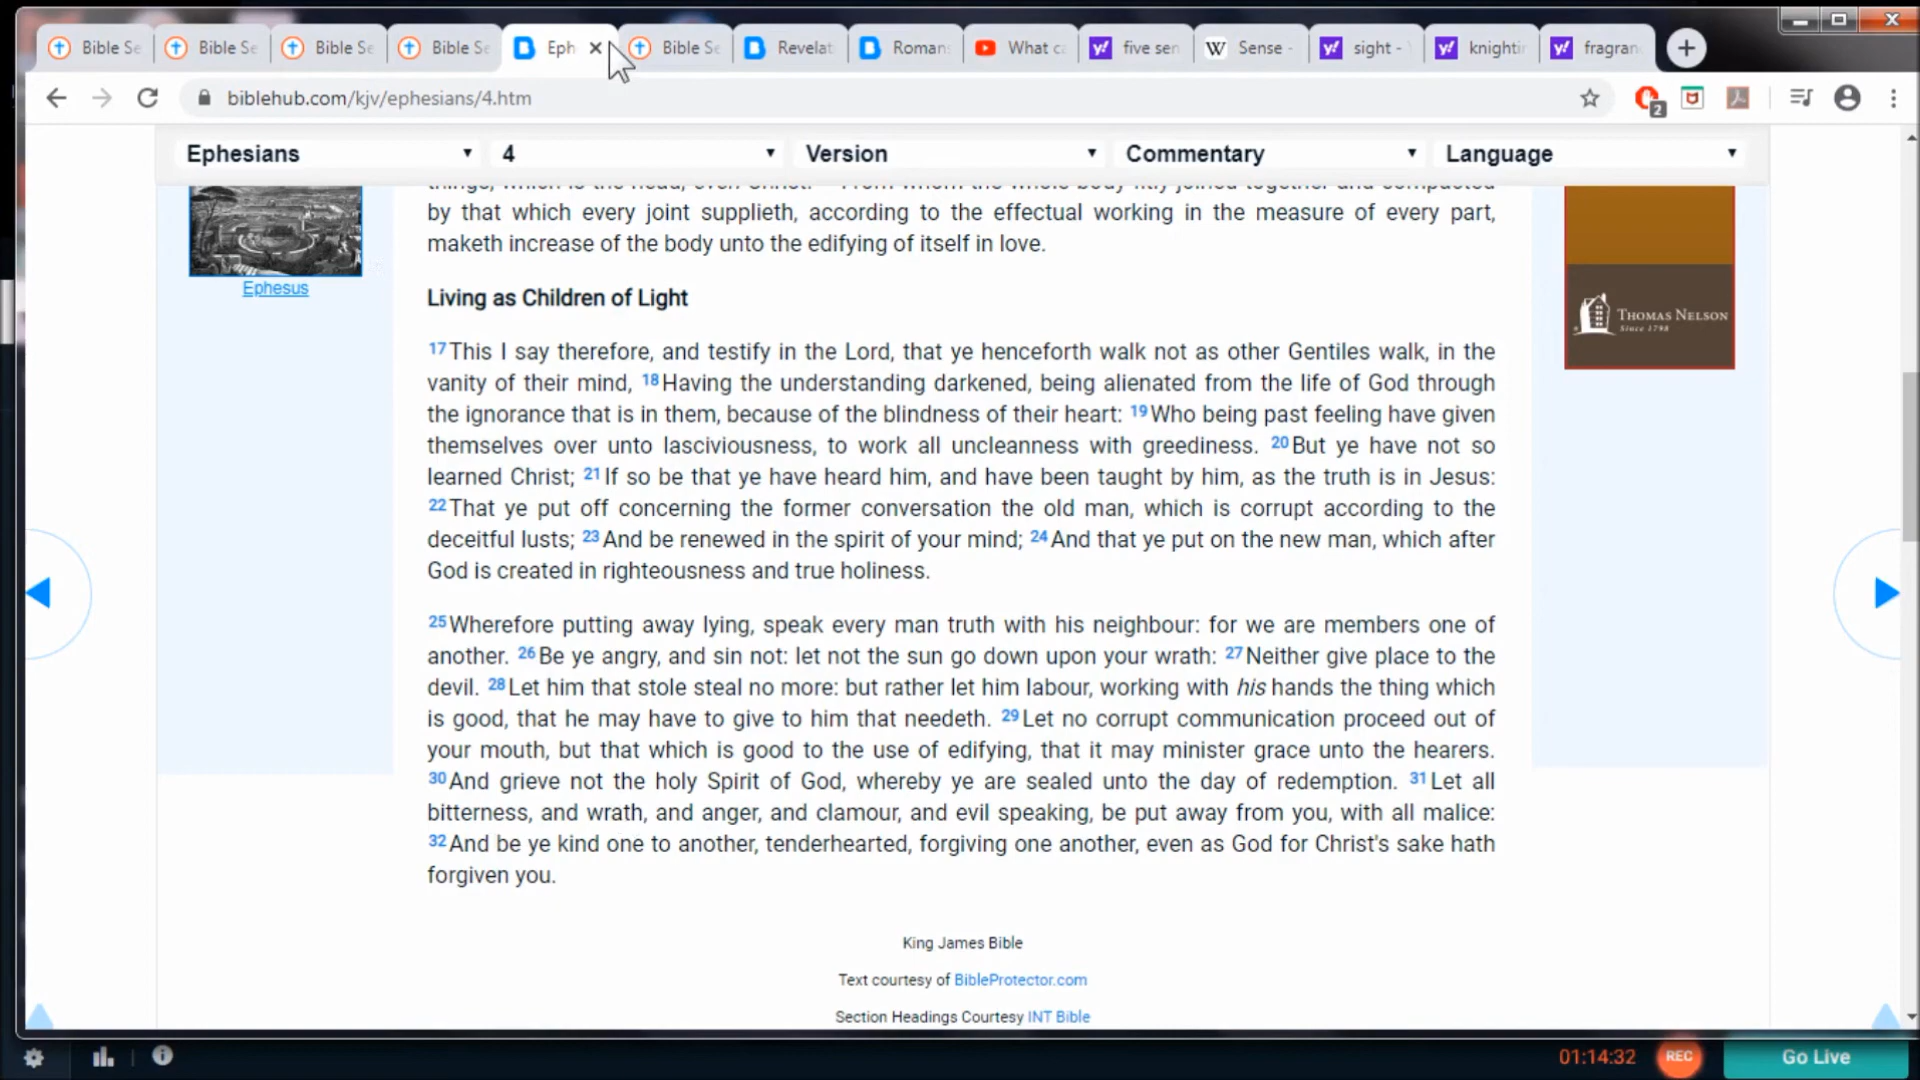 Bible Se
Bible Se
Bible Se
Bible Se
Eph
Bible Se
Revelat
Roman
What ca
five sen
Sense -
sight -
knightin
fragran
biblehub.com/kjv/ephesians/4.htm
2
Ephesians
4
Version
Commentary
Language
by that which every joint supplieth, according to the effectual working in the measure of every part,
maketh increase of the body unto the edifying of itself in love.
Ephesus
THOMAS NELSON
Since 1798
Living as Children of Light
17This I say therefore, and testify in the Lord, that ye henceforth walk not as other Gentiles walk, in the
vanity of their mind, 18Having the understanding darkened, being alienated from the life of God through
the ignorance that is in them, because of the blindness of their heart: 19Who being past feeling have given
themselves over unto lasciviousness, to work all uncleanness with greediness. 20But ye have not so
learned Christ; 21If so be that ye have heard him, and have been taught by him, as the truth is in Jesus:
22That ye put off concerning the former conversation the old man, which is corrupt according to the
deceitful lusts; 23And be renewed in the spirit of your mind; 24And that ye put on the new man, which after
God is created in righteousness and true holiness.
25Wherefore putting away lying, speak every man truth with his neighbour: for we are members one of
another. 26Be ye angry, and sin not: let not the sun go down upon your wrath: 27Neither give place to the
devil. 28Let him that stole steal no more: but rather let him labour, working with his hands the thing which
is good, that he may have to give to him that needeth. 29Let no corrupt communication proceed out of
your mouth, but that which is good to the use of edifying, that it may minister grace unto the hearers.
30And grieve not the holy Spirit of God, whereby ye are sealed unto the day of redemption. 31Let all
bitterness, and wrath, and anger, and clamour, and evil speaking, be put away from you, with all malice:
32And be ye kind one to another, tenderhearted, forgiving one another, even as God for Christ's sake hath
forgiven you.
King James Bible
Text courtesy of BibleProtector.com
Section Headings Courtesy INT Bible
01:14:32
REC
Go Live